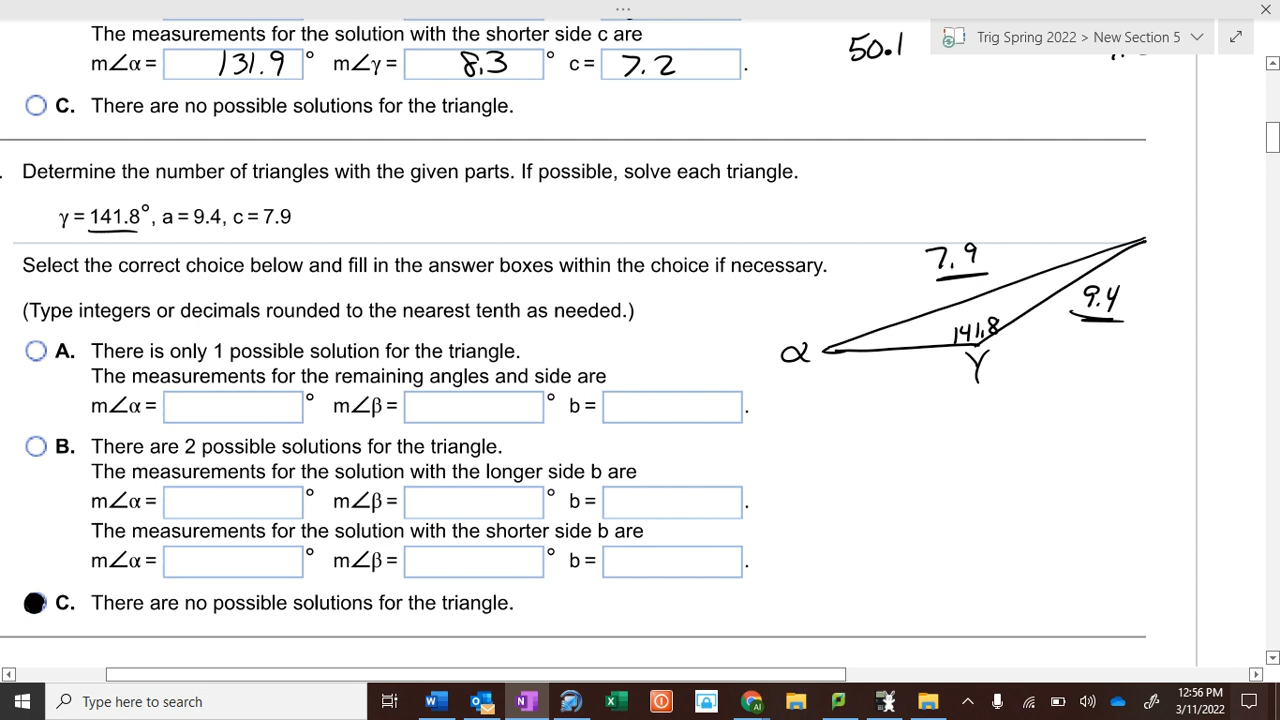 The measurements for the solution with the shorter side c are
m∠α = 131.9 ° m∠γ = 8.3 ° c = 7.2 .
50.1
Trig Spring 2022 > New Section 5
C. There are no possible solutions for the triangle.
Determine the number of triangles with the given parts. If possible, solve each triangle.
γ = 141.8°, a = 9.4, c = 7.9
Select the correct choice below and fill in the answer boxes within the choice if necessary.
7.9
9.4
141.8
α
γ
(Type integers or decimals rounded to the nearest tenth as needed.)
A. There is only 1 possible solution for the triangle.
The measurements for the remaining angles and side are
m∠α = ° m∠β = ° b = .
B. There are 2 possible solutions for the triangle.
The measurements for the solution with the longer side b are
m∠α = ° m∠β = ° b = .
The measurements for the solution with the shorter side b are
m∠α = ° m∠β = ° b = .
C. There are no possible solutions for the triangle.
Type here to search
12:56 PM
3/11/2022